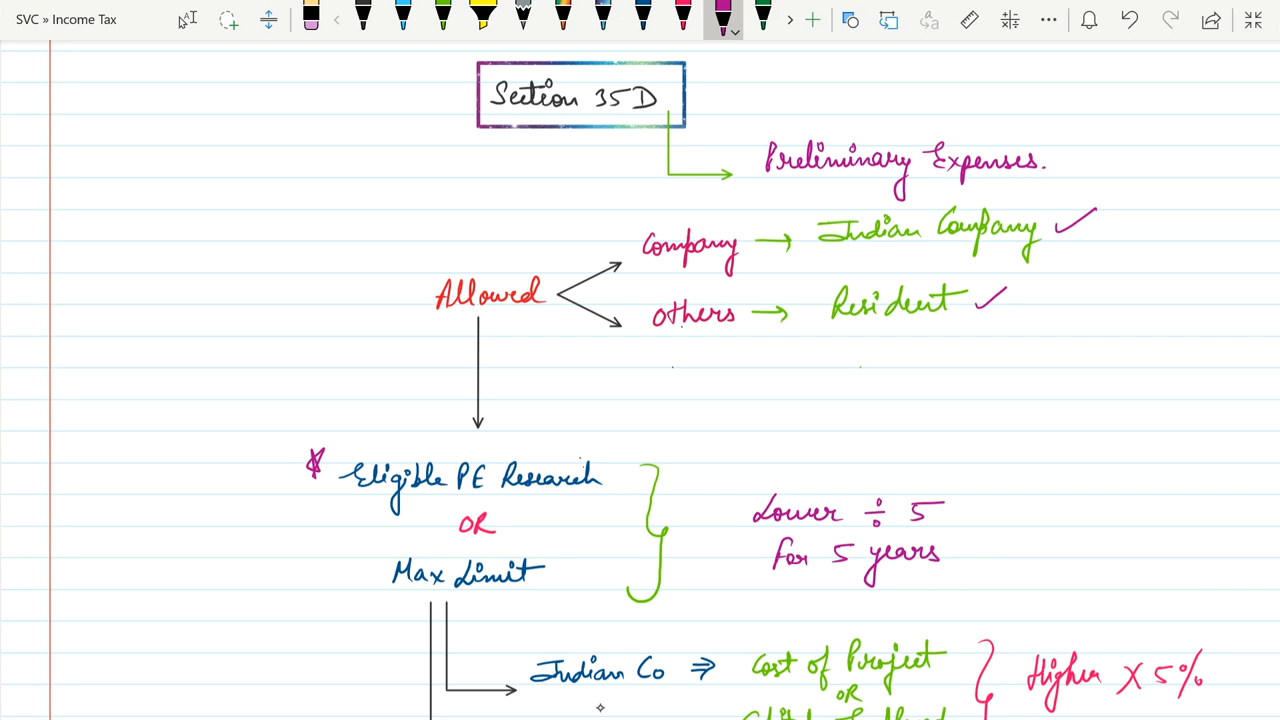 SVC » Income Tax
Section 35D
Preliminary Expenses.
Company → Indian Company ✓
Allowed
Others → Resident ✓
* Eligible PE Research
OR
Max Limit
Lower ÷ 5
for 5 years
Indian Co ⇒ Cost of Project
OR
Higher X 5%